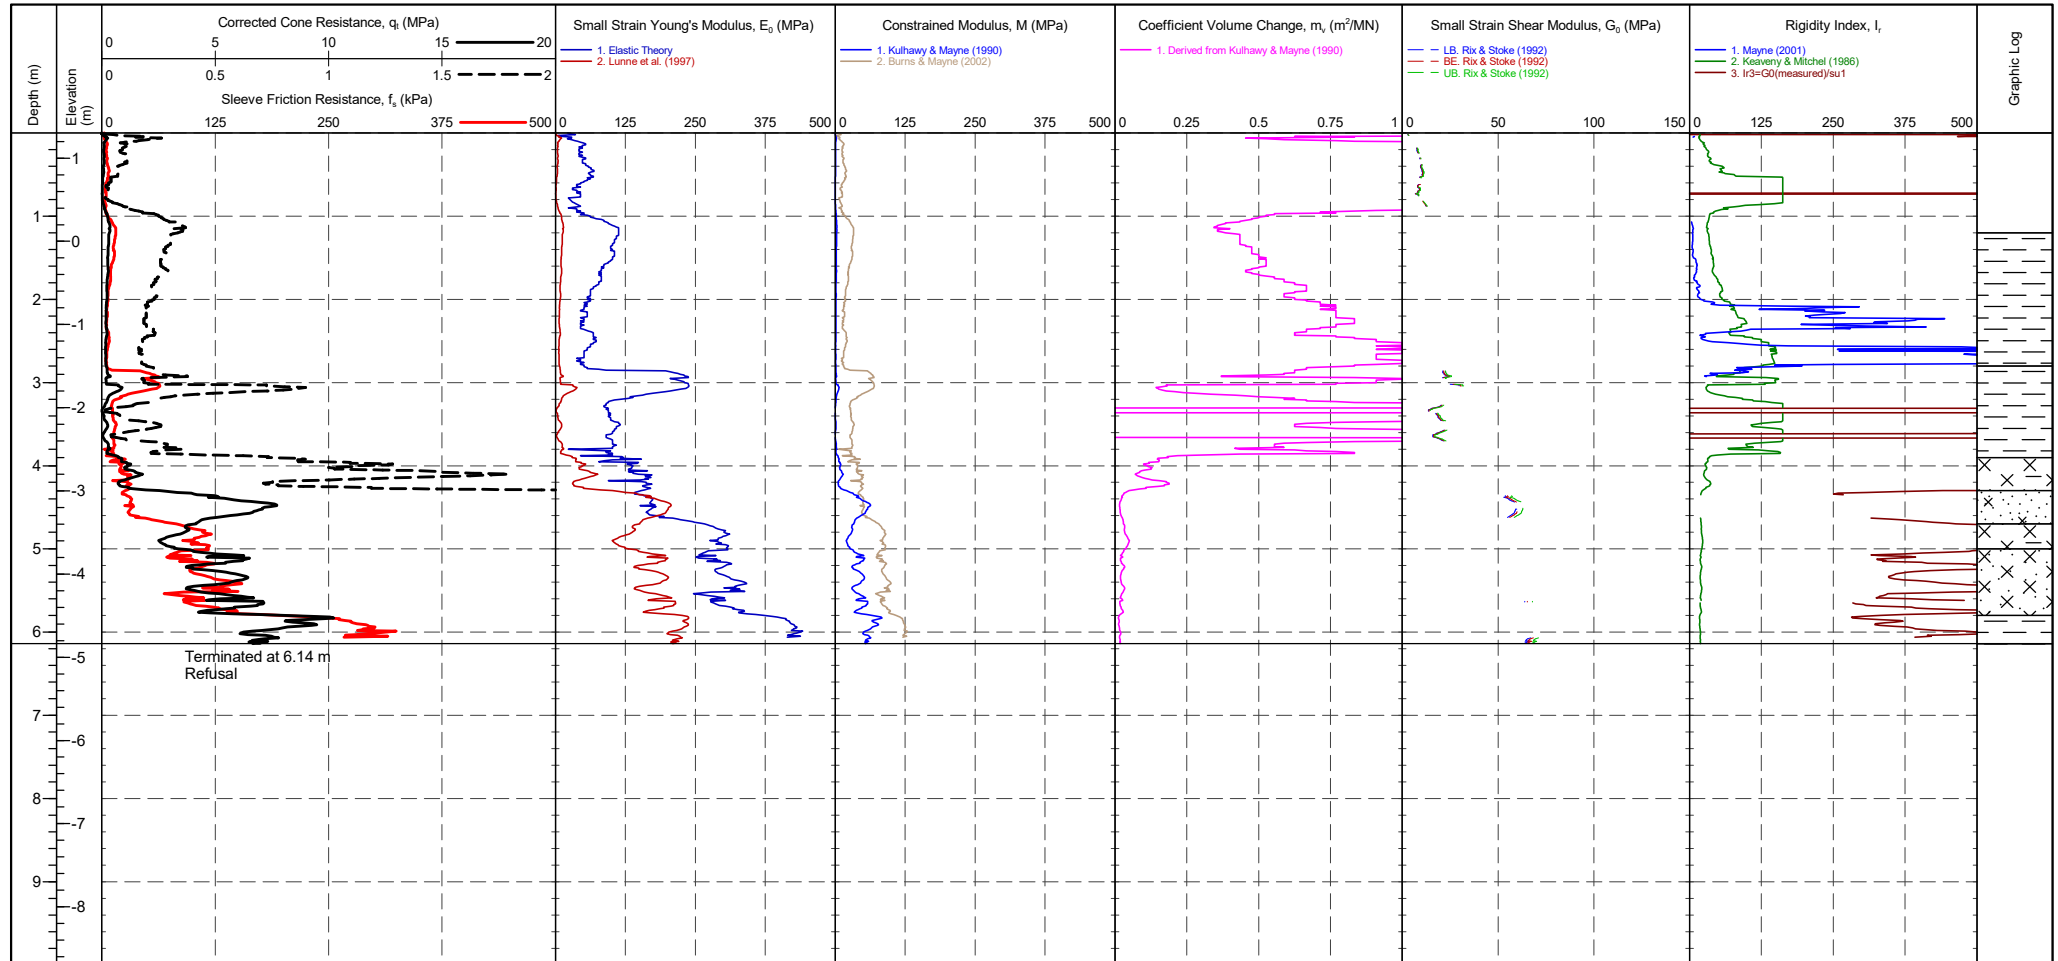 Depth (m)
Elevation (m)
Corrected Cone Resistance, qt (MPa)
0 5 10 15 20
0 0.5 1 1.5 2
Sleeve Friction Resistance, fs (kPa)
0 125 250 375 500
Small Strain Young's Modulus, E0 (MPa)
1. Elastic Theory
2. Lunne et al. (1997)
0 125 250 375 500
Constrained Modulus, M (MPa)
1. Kulhawy & Mayne (1990)
2. Burns & Mayne (2002)
0 125 250 375 500
Coefficient Volume Change, mv (m²/MN)
1. Derived from Kulhawy & Mayne (1990)
0 0.25 0.5 0.75 1
Small Strain Shear Modulus, G0 (MPa)
LB. Rix & Stoke (1992)
BE. Rix & Stoke (1992)
UB. Rix & Stoke (1992)
0 50 100 150
Rigidity Index, Ir
1. Mayne (2001)
2. Keaveny & Mitchel (1986)
3. Ir3=G0(measured)/su1
0 125 250 375 500
Graphic Log
1
1
0
2
-1
3
-2
4
-3
5
-4
6
-5
Terminated at 6.14 m
Refusal
7
-6
8
-7
9
-8